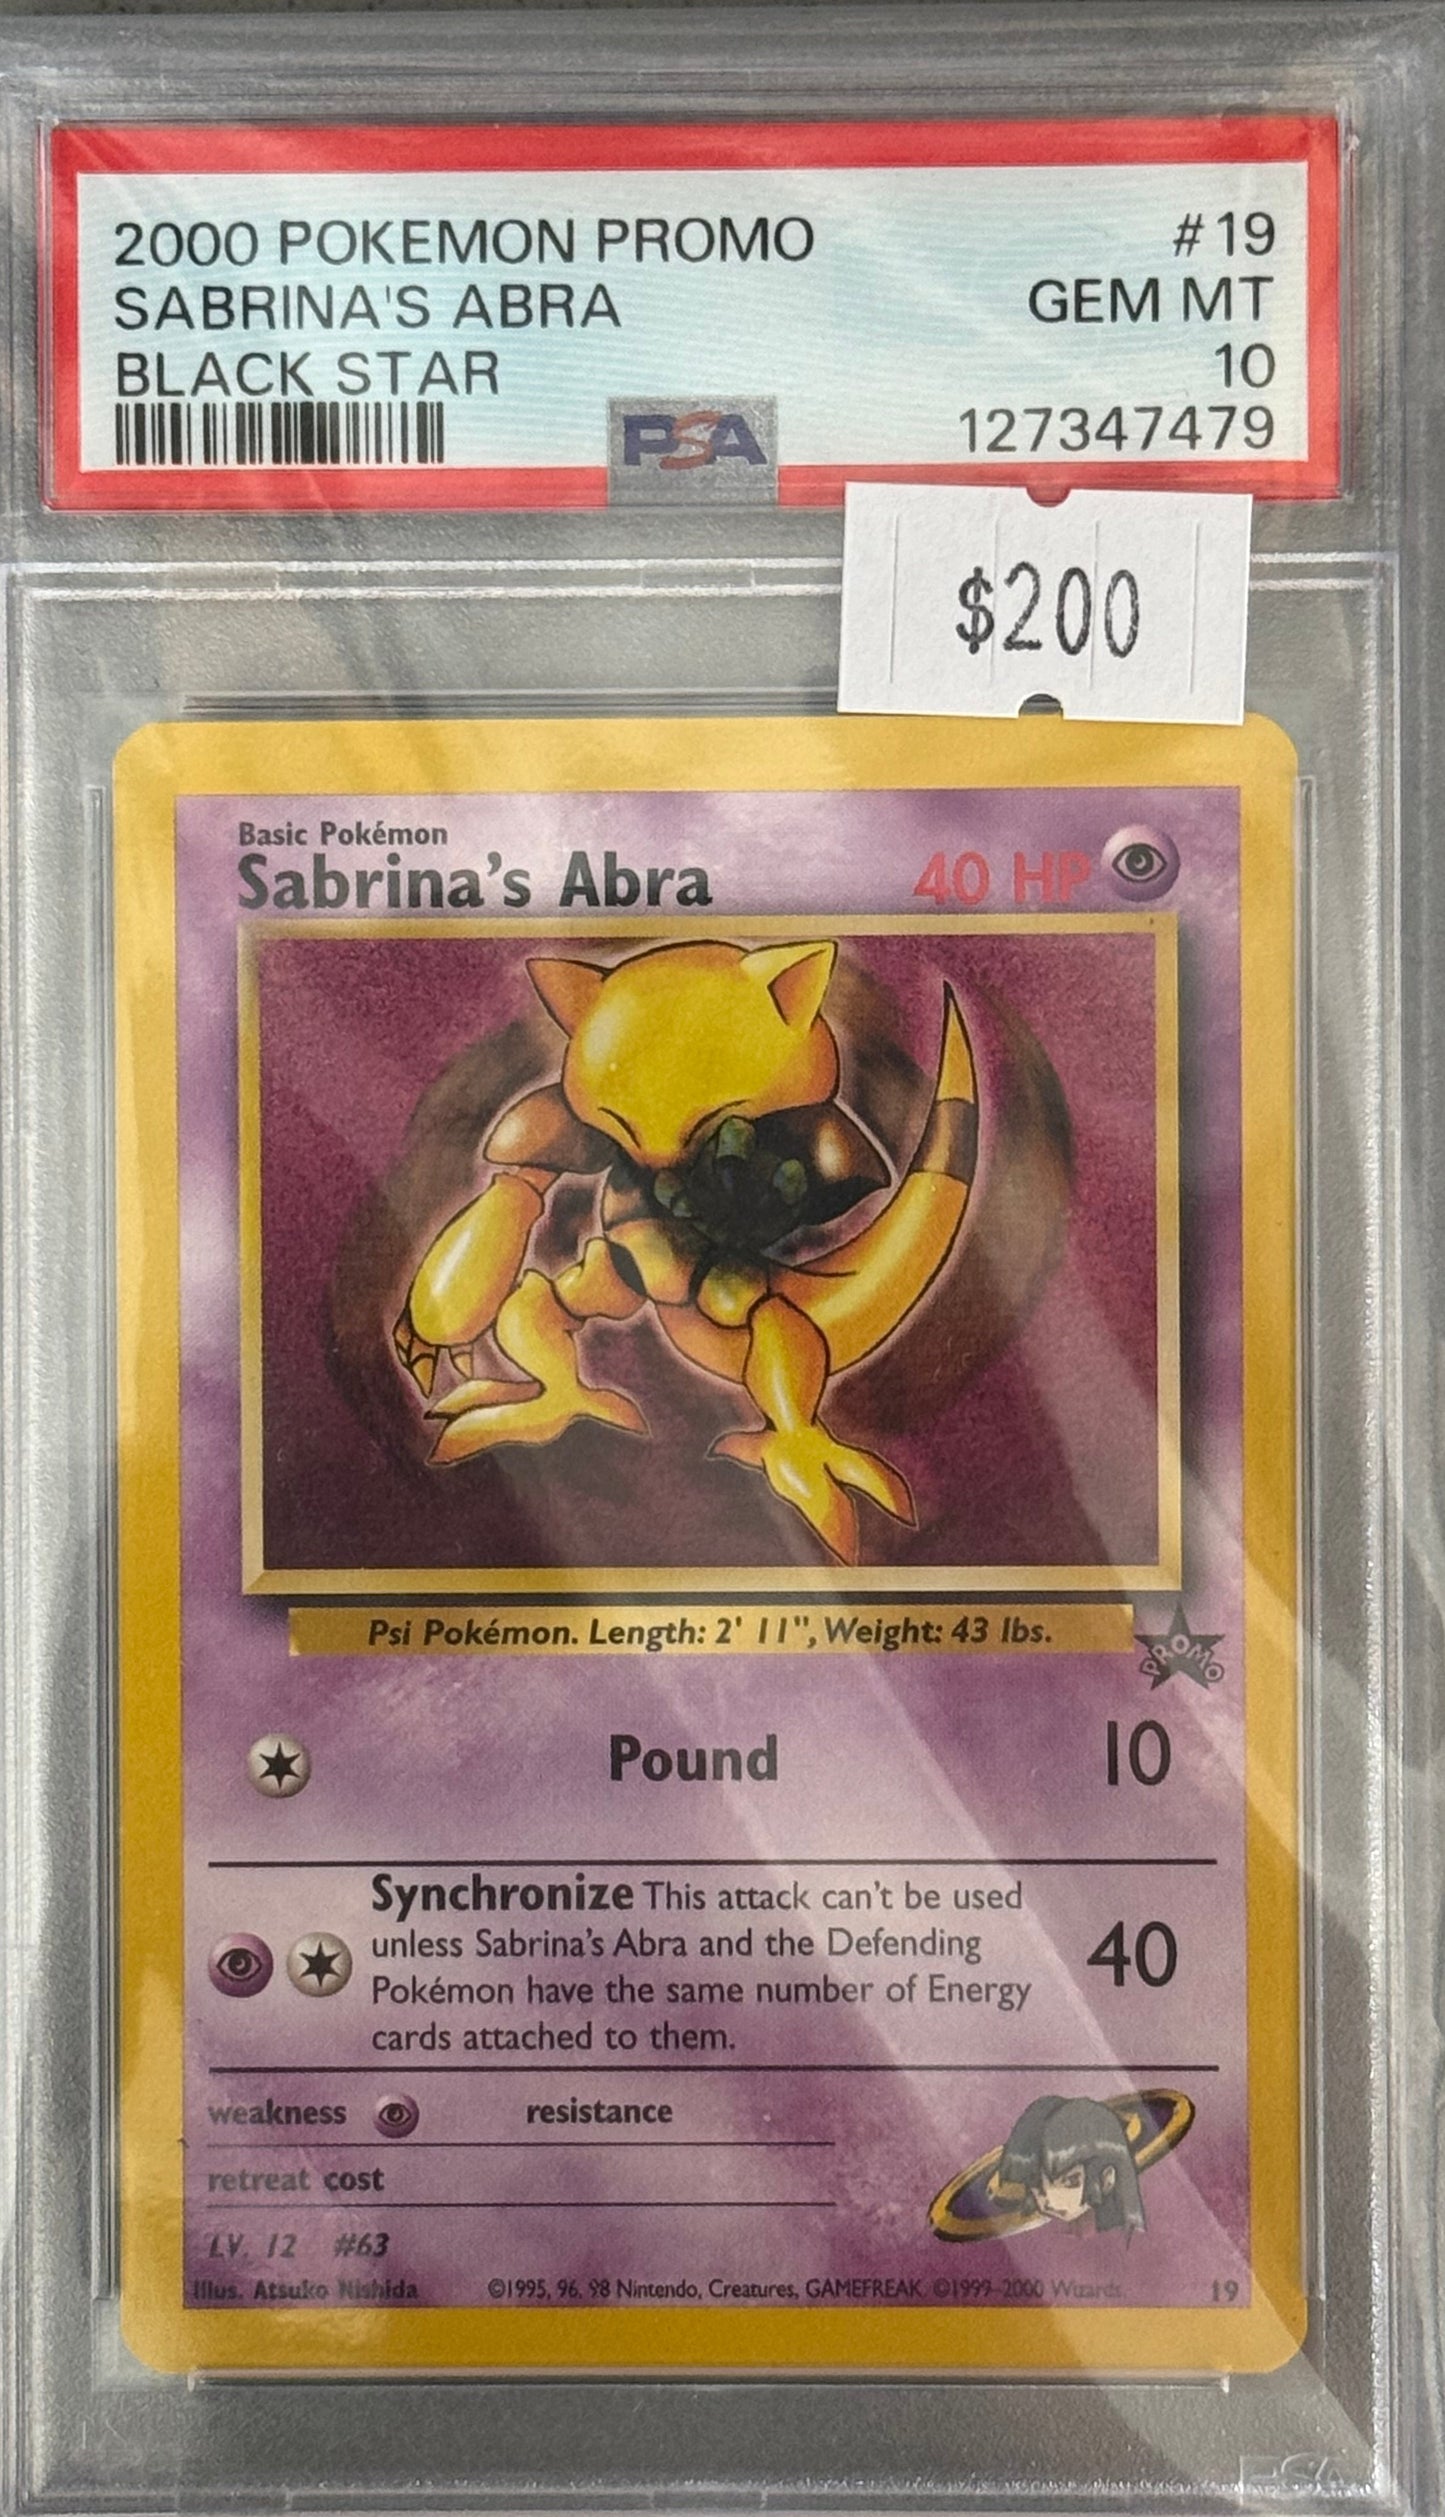 2000 POKEMON PROMO #19
SABRINA'S ABRA GEM MT
BLACK STAR 10
PSA 127347479
$200
Basic Pokémon
Sabrina's Abra 40 HP
Psi Pokémon. Length: 2' 11", Weight: 43 lbs.
PROMO
Pound 10
Synchronize This attack can't be used
unless Sabrina's Abra and the Defending
Pokémon have the same number of Energy
cards attached to them.
40
weakness resistance
retreat cost
LV. 12 #63
Illus. Atsuko Nishida ©1995, 96, 98 Nintendo, Creatures, GAMEFREAK. ©1999-2000 Wizards. 19
PSA